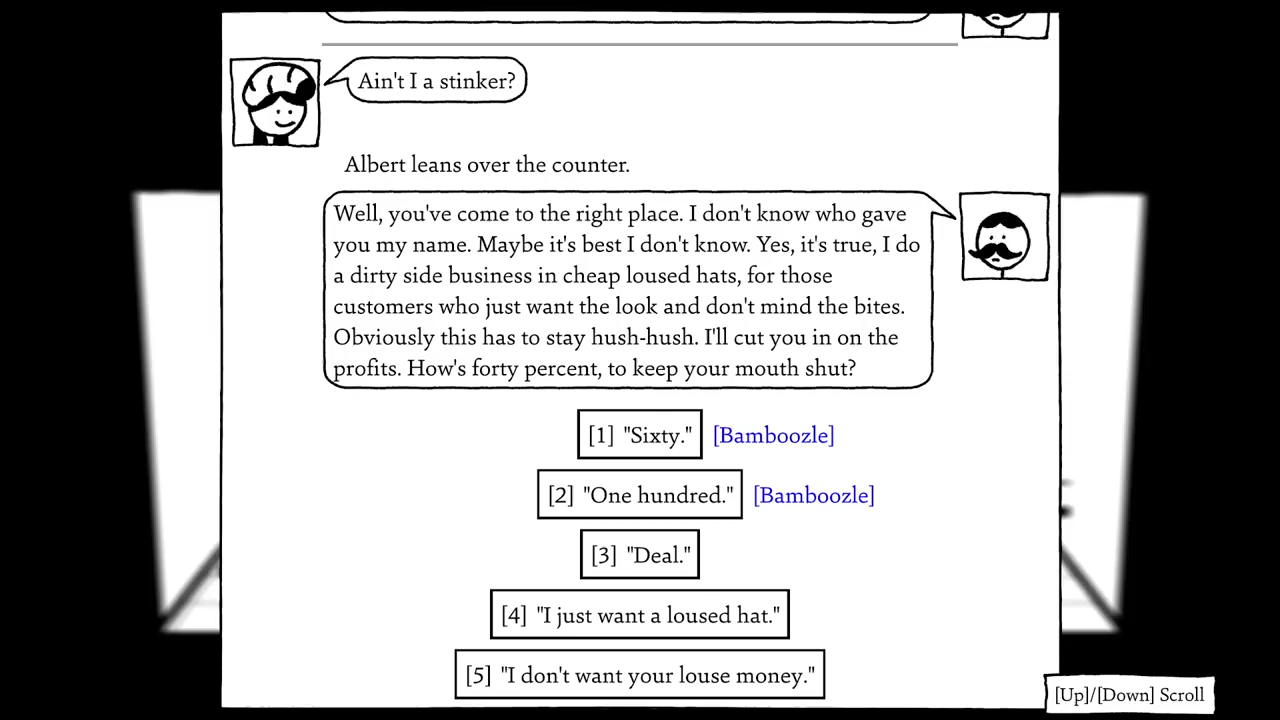 Ain't I a stinker?
Albert leans over the counter.
Well, you've come to the right place. I don't know who gave
you my name. Maybe it's best I don't know. Yes, it's true, I do
a dirty side business in cheap loused hats, for those
customers who just want the look and don't mind the bites.
Obviously this has to stay hush-hush. I'll cut you in on the
profits. How's forty percent, to keep your mouth shut?
[1] "Sixty." [Bamboozle]
[2] "One hundred." [Bamboozle]
[3] "Deal."
[4] "I just want a loused hat."
[5] "I don't want your louse money."
[Up]/[Down] Scroll